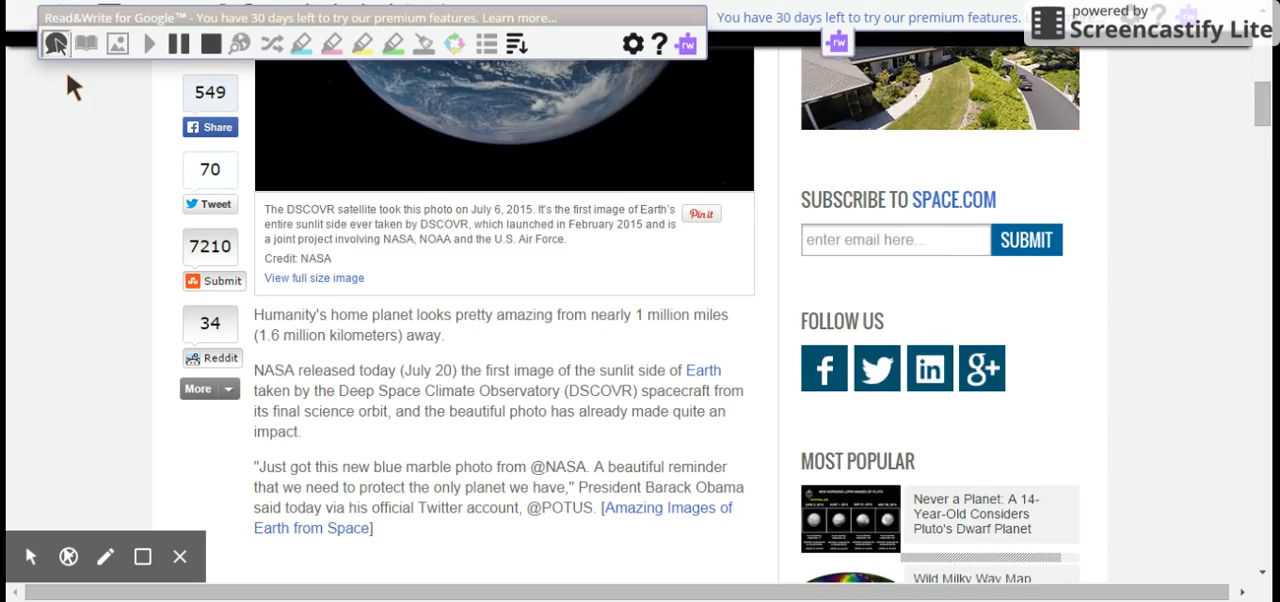 Read&Write for Google™ - You have 30 days left to try our premium features. Learn more...
You have 30 days left to try our premium features.
powered by
Screencastify Lite
rw
rw
549
Share
70
Tweet
7210
Submit
34
Reddit
More
The DSCOVR satellite took this photo on July 6, 2015. It's the first image of Earth's
entire sunlit side ever taken by DSCOVR, which launched in February 2015 and is
a joint project involving NASA, NOAA and the U.S. Air Force.
Credit: NASA
View full size image
Pinit
Humanity's home planet looks pretty amazing from nearly 1 million miles
(1.6 million kilometers) away.
NASA released today (July 20) the first image of the sunlit side of Earth
taken by the Deep Space Climate Observatory (DSCOVR) spacecraft from
its final science orbit, and the beautiful photo has already made quite an
impact.
"Just got this new blue marble photo from @NASA. A beautiful reminder
that we need to protect the only planet we have," President Barack Obama
said today via his official Twitter account, @POTUS. [Amazing Images of
Earth from Space]
SUBSCRIBE TO SPACE.COM
enter email here...
SUBMIT
FOLLOW US
MOST POPULAR
Never a Planet: A 14-
Year-Old Considers
Pluto's Dwarf Planet
Wild Milky Way Map